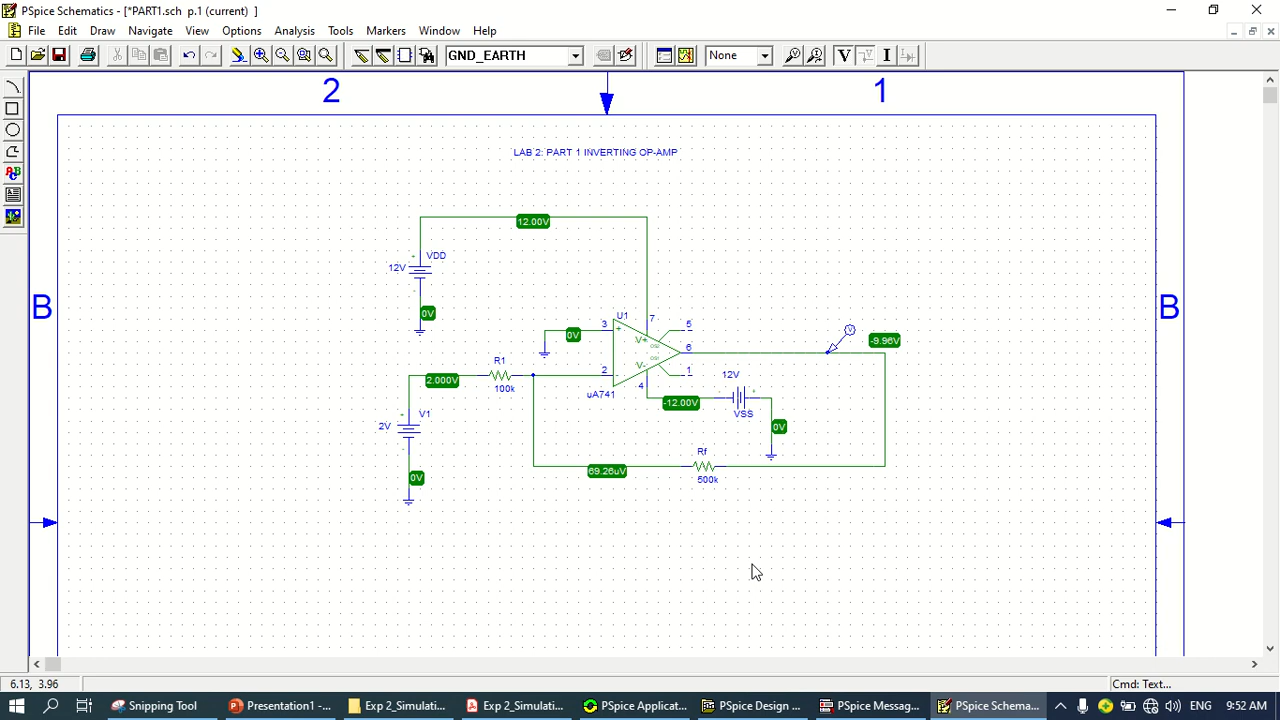 PSpice Schematics - [*PART1.sch p.1 (current) ]
File Edit Draw Navigate View Options Analysis Tools Markers Window Help
GND_EARTH None V I
2 1
LAB 2: PART 1 INVERTING OP-AMP
12.00V
+ VDD
12V
-
B B
0V
U1 7
3 + 5
0V V+ OS2 6 V -9.96V
OS1
R1 2 - V- 1 12V
2.000V 100k uA741 4 - +
-12.00V VSS
+ V1
2V 0V
-
Rf
69.26uV
0V 500k
6.13, 3.96 Cmd: Text...
Snipping Tool Presentation1 -... Exp 2_Simulati... Exp 2_Simulati... PSpice Applicat... PSpice Design ... PSpice Messag... PSpice Schema... ENG 9:52 AM